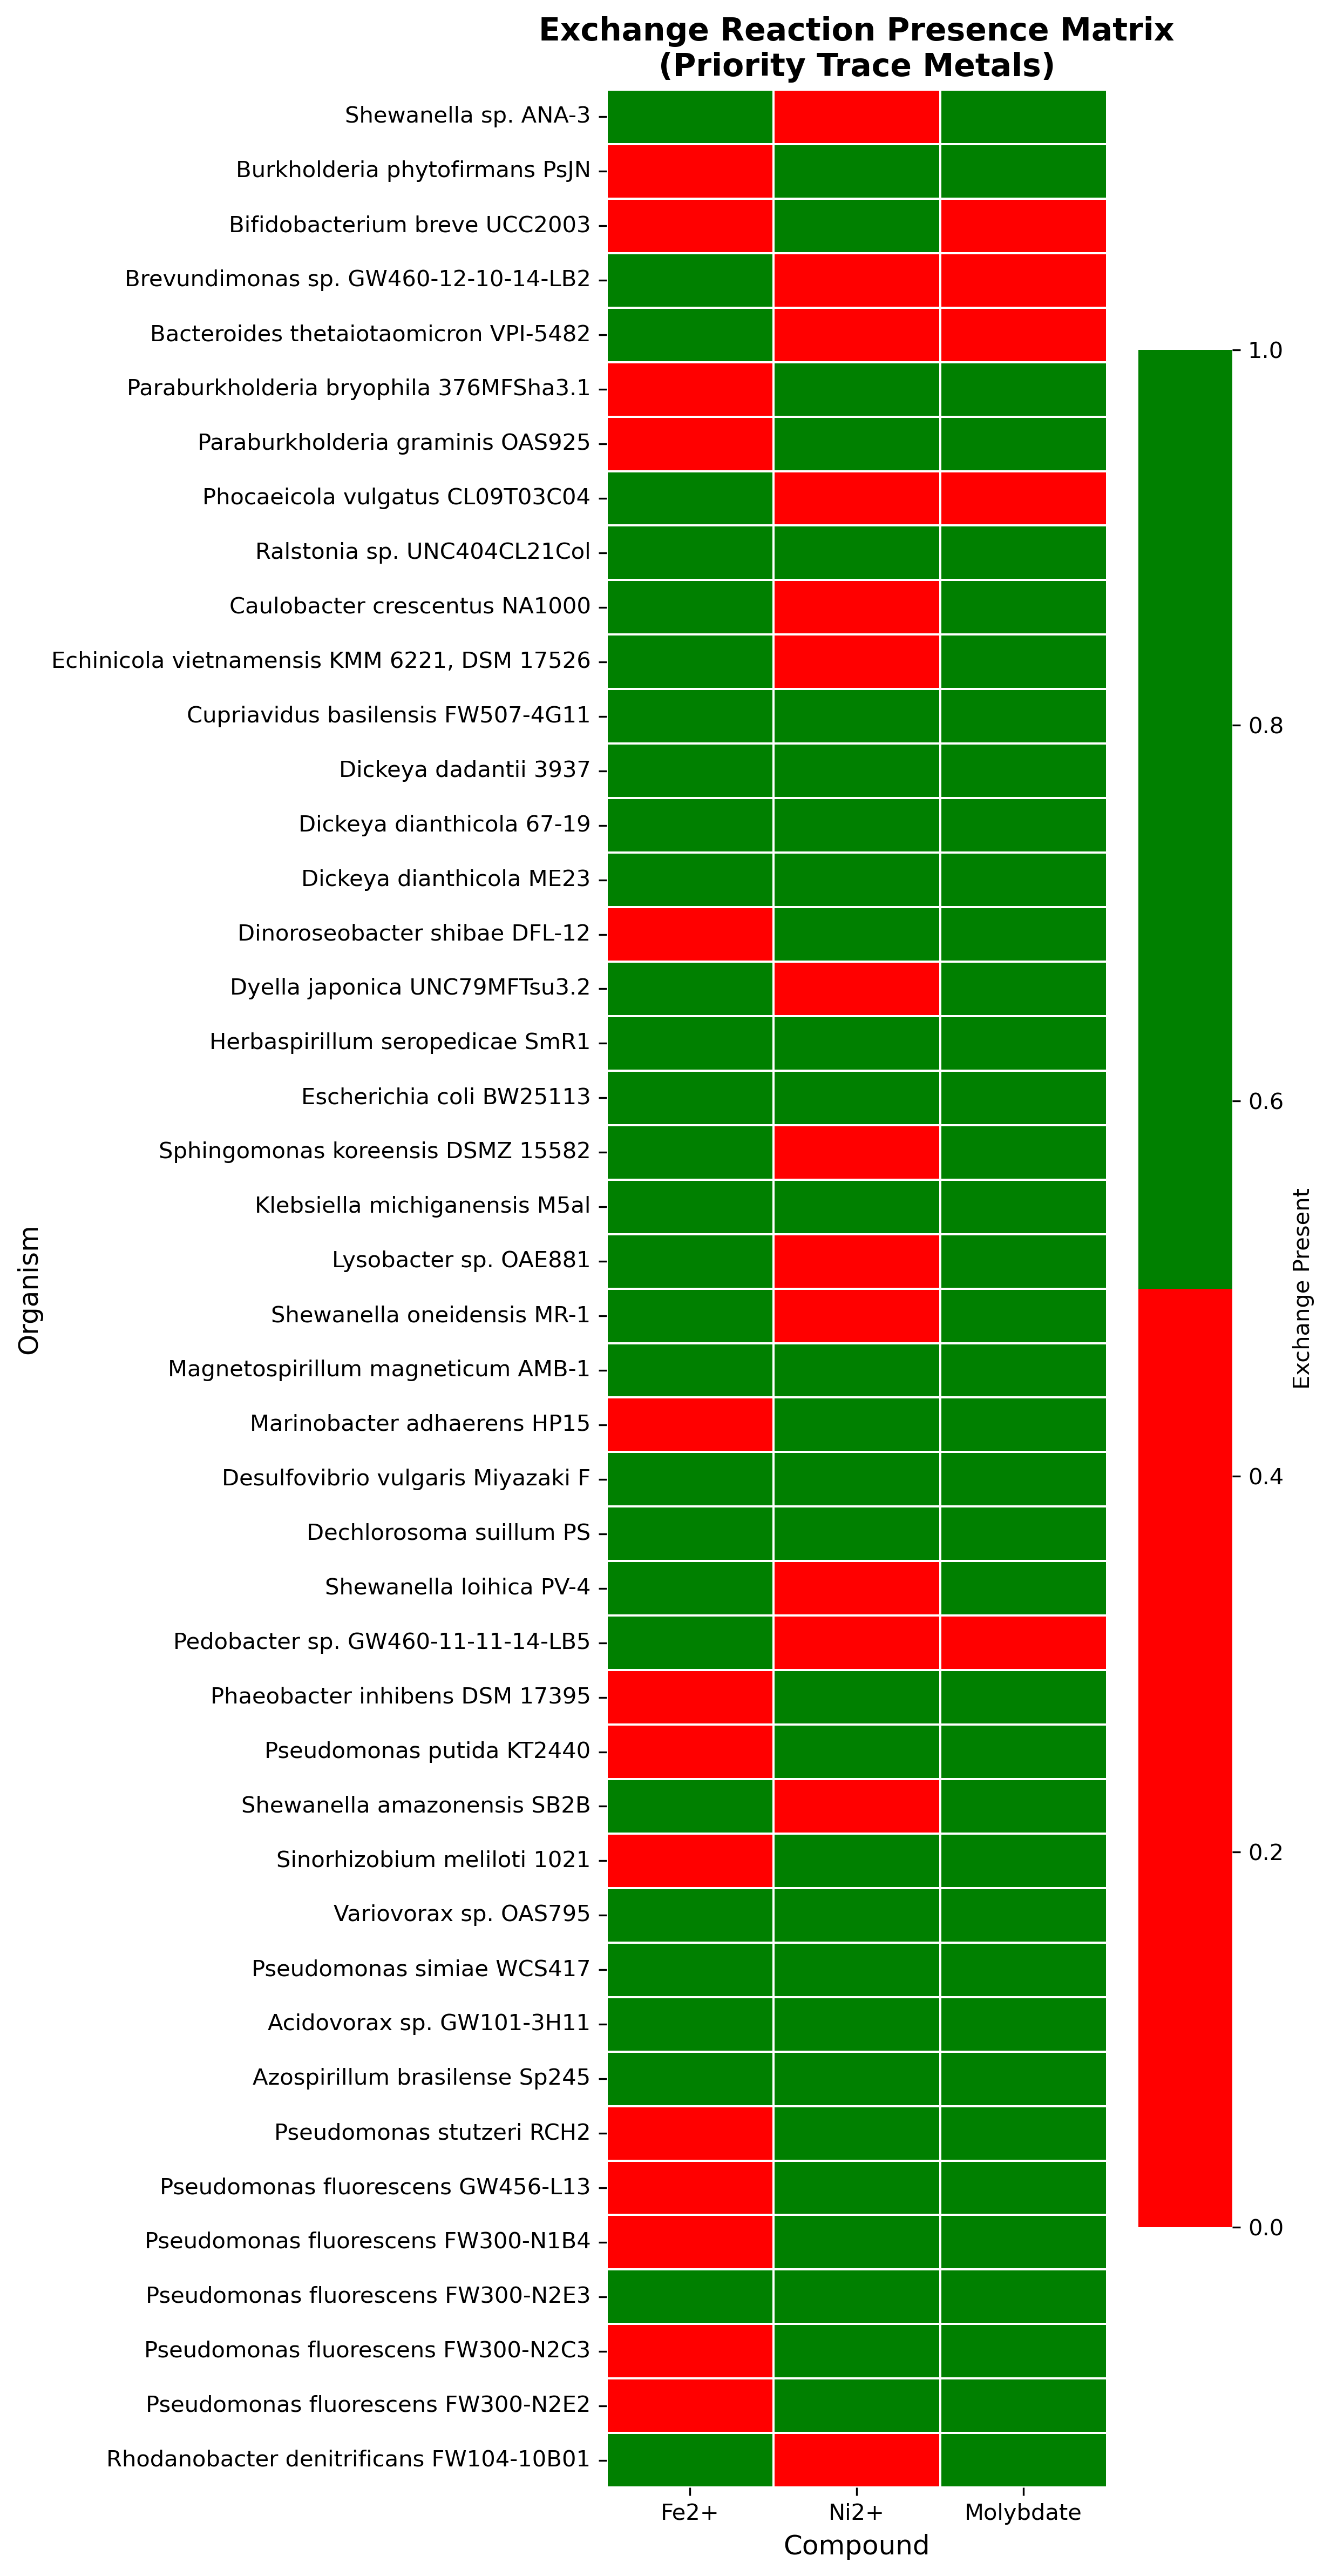 Exchange Reaction Presence Matrix
(Priority Trace Metals)
Shewanella sp. ANA-3
Burkholderia phytofirmans PsJN
Bifidobacterium breve UCC2003
Brevundimonas sp. GW460-12-10-14-LB2
Bacteroides thetaiotaomicron VPI-5482
Paraburkholderia bryophila 376MFSha3.1
Paraburkholderia graminis OAS925
Phocaeicola vulgatus CL09T03C04
Ralstonia sp. UNC404CL21Col
Caulobacter crescentus NA1000
Echinicola vietnamensis KMM 6221, DSM 17526
Cupriavidus basilensis FW507-4G11
Dickeya dadantii 3937
Dickeya dianthicola 67-19
Dickeya dianthicola ME23
Dinoroseobacter shibae DFL-12
Dyella japonica UNC79MFTsu3.2
Herbaspirillum seropedicae SmR1
Escherichia coli BW25113
Sphingomonas koreensis DSMZ 15582
Klebsiella michiganensis M5al
Lysobacter sp. OAE881
Shewanella oneidensis MR-1
Magnetospirillum magneticum AMB-1
Marinobacter adhaerens HP15
Desulfovibrio vulgaris Miyazaki F
Dechlorosoma suillum PS
Shewanella loihica PV-4
Pedobacter sp. GW460-11-11-14-LB5
Phaeobacter inhibens DSM 17395
Pseudomonas putida KT2440
Shewanella amazonensis SB2B
Sinorhizobium meliloti 1021
Variovorax sp. OAS795
Pseudomonas simiae WCS417
Acidovorax sp. GW101-3H11
Azospirillum brasilense Sp245
Pseudomonas stutzeri RCH2
Pseudomonas fluorescens GW456-L13
Pseudomonas fluorescens FW300-N1B4
Pseudomonas fluorescens FW300-N2E3
Pseudomonas fluorescens FW300-N2C3
Pseudomonas fluorescens FW300-N2E2
Rhodanobacter denitrificans FW104-10B01
Organism
Fe2+
Ni2+
Molybdate
Compound
1.0
0.8
0.6
0.4
0.2
0.0
Exchange Present